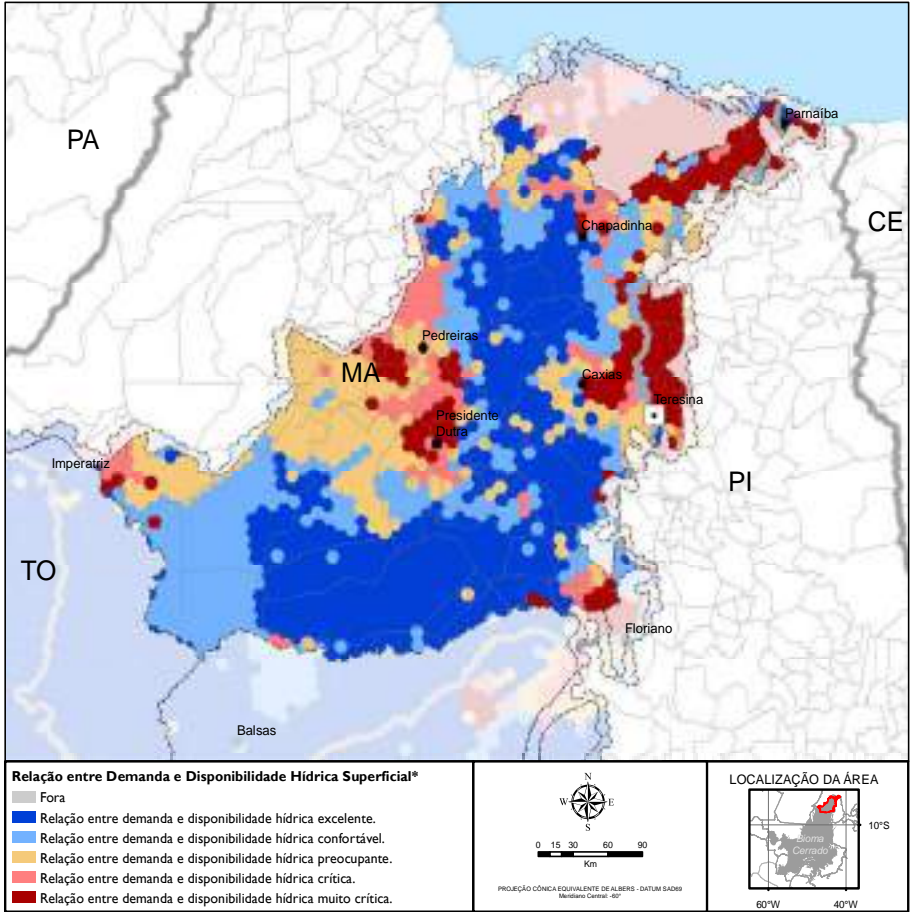 PA
Parnaíba
CE
Chapadinha
Pedreiras
MA
Caxias
Teresina
Presidente
Dutra
Imperatriz
PI
TO
Floriano
Balsas
Relação entre Demanda e Disponibilidade Hídrica Superficial*
Fora
Relação entre demanda e disponibilidade hídrica excelente.
Relação entre demanda e disponibilidade hídrica confortável.
Relação entre demanda e disponibilidade hídrica preocupante.
Relação entre demanda e disponibilidade hídrica crítica.
Relação entre demanda e disponibilidade hídrica muito crítica.
N
W E
S
0 15 30 60 90
Km
PROJEÇÃO CÔNICA EQUIVALENTE DE ALBERS - DATUM SAD69
Meridiano Central: -60°
LOCALIZAÇÃO DA ÁREA
10°S
Bioma
Cerrado
60°W 40°W